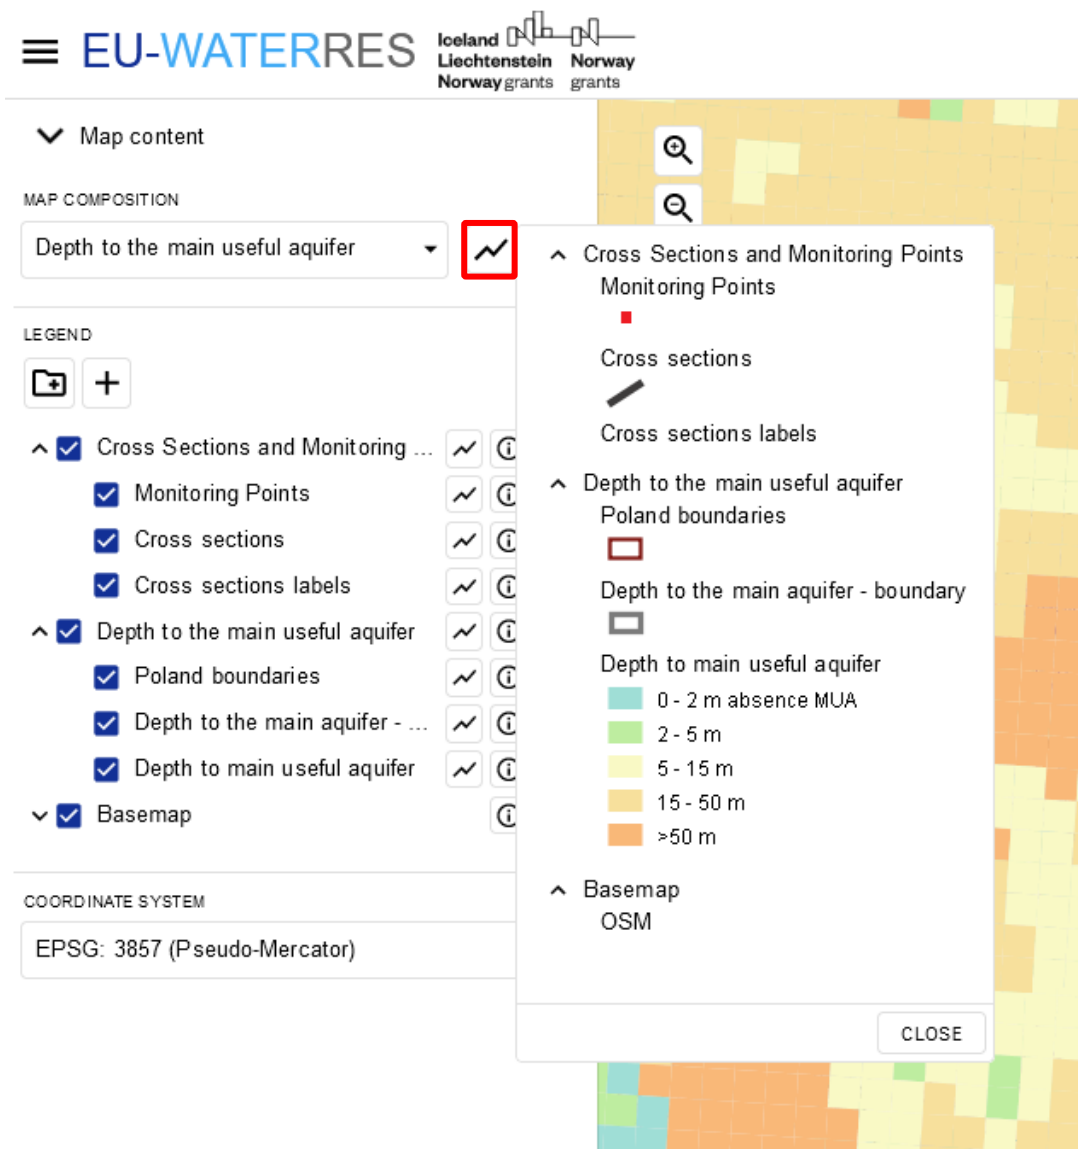 EU-WATERRES
Iceland
Liechtenstein Norway
Norway grants grants
Map content
MAP COMPOSITION
Depth to the main useful aquifer
LEGEND
Cross Sections and Monitoring ...
Monitoring Points
Cross sections
Cross sections labels
Depth to the main useful aquifer
Poland boundaries
Depth to the main aquifer - ...
Depth to main useful aquifer
Basemap
COORDINATE SYSTEM
EPSG: 3857 (Pseudo-Mercator)
Cross Sections and Monitoring Points
Monitoring Points
Cross sections
Cross sections labels
Depth to the main useful aquifer
Poland boundaries
Depth to the main aquifer - boundary
Depth to main useful aquifer
0 - 2 m absence MUA
2 - 5 m
5 - 15 m
15 - 50 m
>50 m
Basemap
OSM
CLOSE